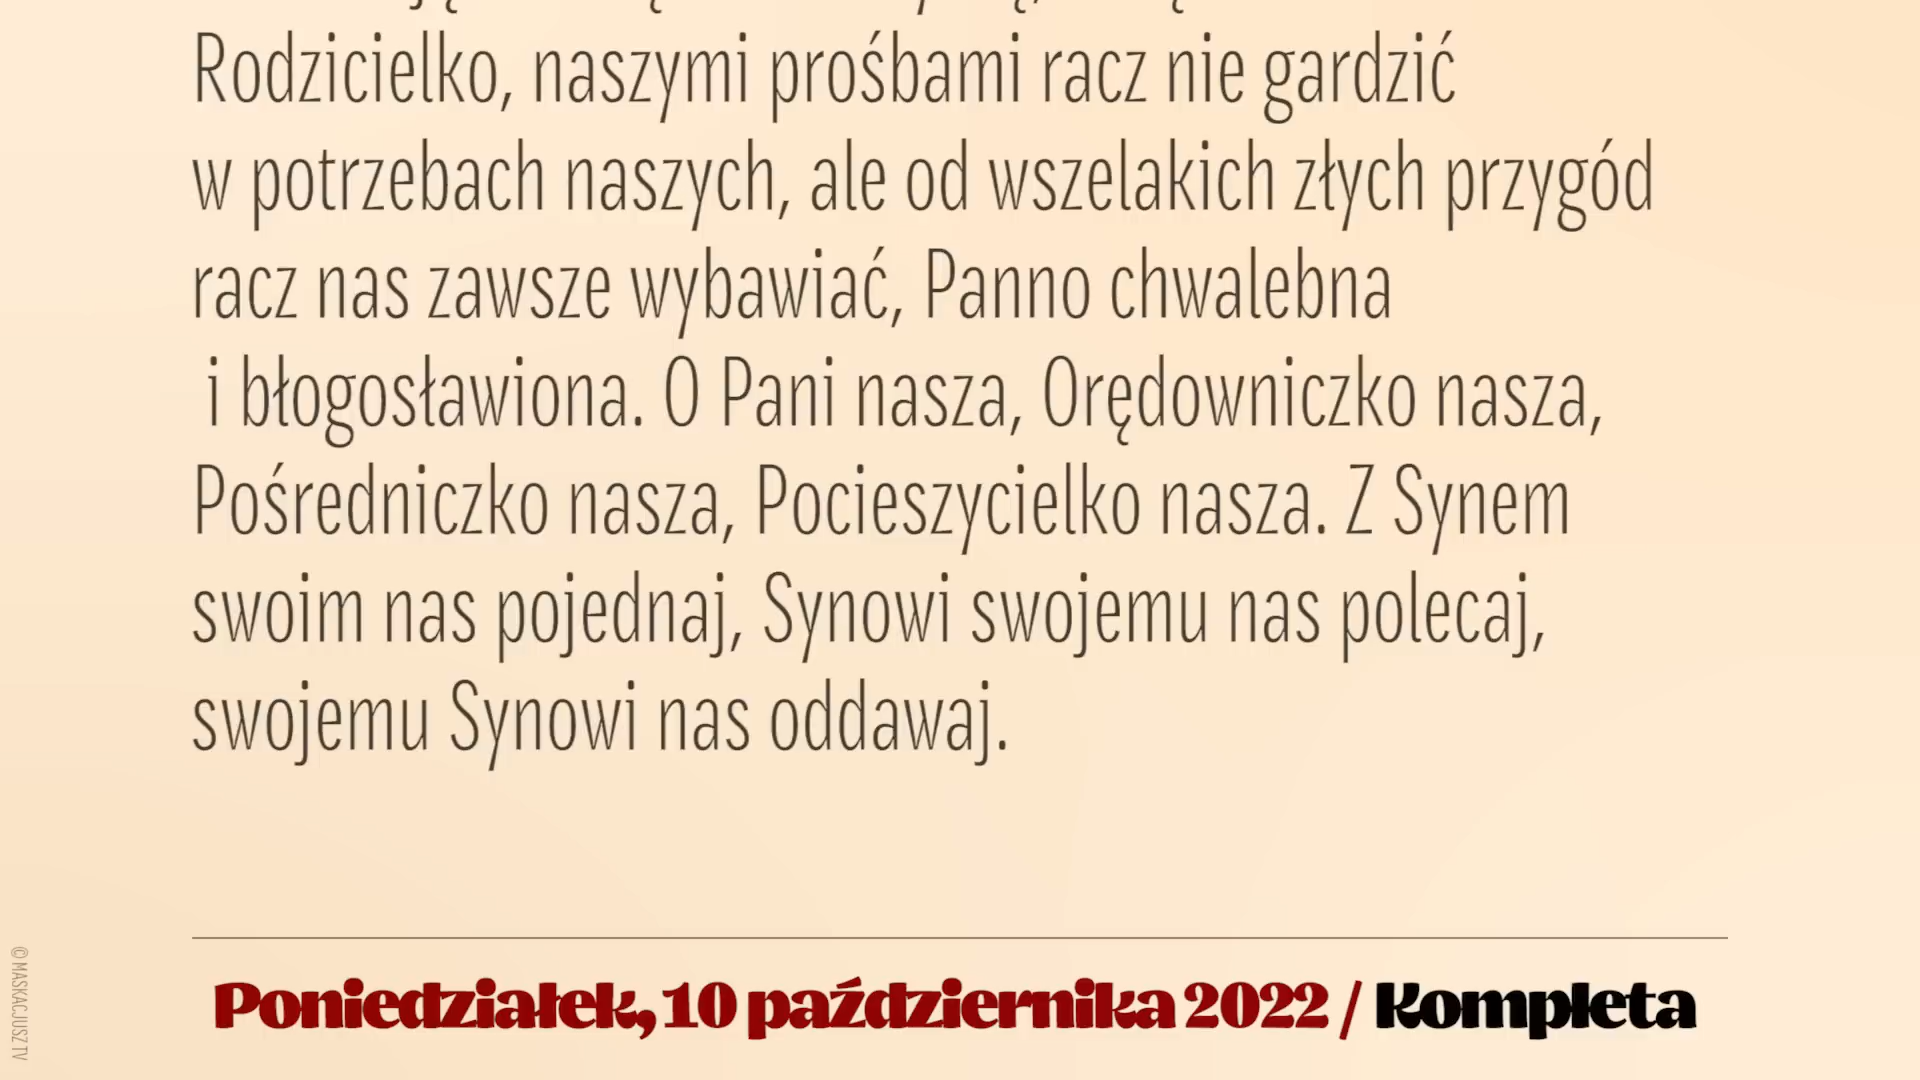 Rodzicielko, naszymi prośbami racz nie gardzić
w potrzebach naszych, ale od wszelakich złych przygód
racz nas zawsze wybawiać, Panno chwalebna
i błogosławiona. O Pani nasza, Orędowniczko nasza,
Pośredniczko nasza, Pocieszycielko nasza. Z Synem
swoim nas pojednaj, Synowi swojemu nas polecaj,
swojemu Synowi nas oddawaj.
Poniedziałek, 10 października 2022 / Kompleta
© MASKACJUSZ TV